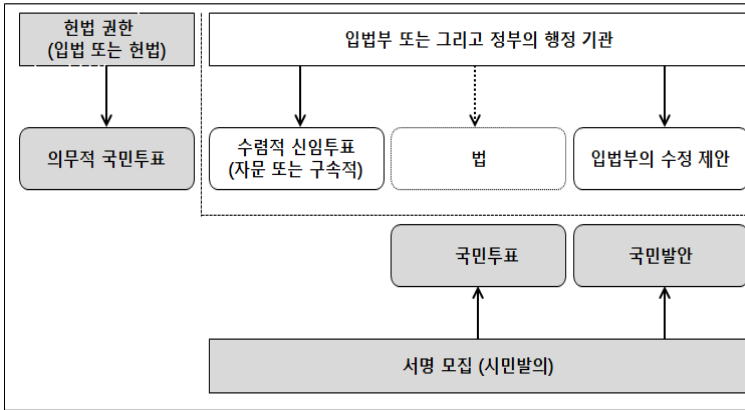 헌법 권한
(입법 또는 헌법)
입법부 또는 그리고 정부의 행정 기관
의무적 국민투표
수렴적 신임투표
(자문 또는 구속적)
법
입법부의 수정 제안
국민투표
국민발안
서명 모집 (시민발의)